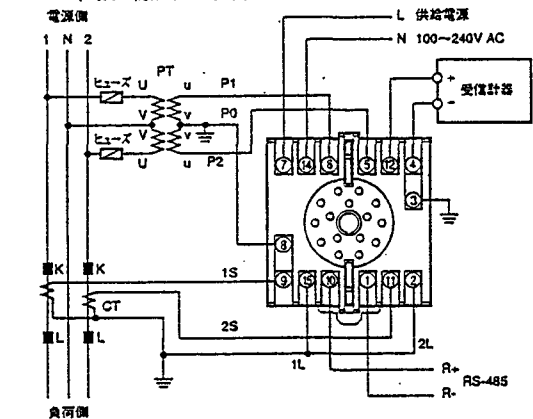 電源側
1 N 2
L 供給電源
N 100～240V AC
ヒューズ U PT u P1
V v P0
ヒューズ V v
U u P2
+
-
受信計器
7 14 6 5 12 4
3
8
9 15 10 1 11 2
K K
1S
CT
2S
L L
1L
2L
R+
RS-485
R-
負荷側